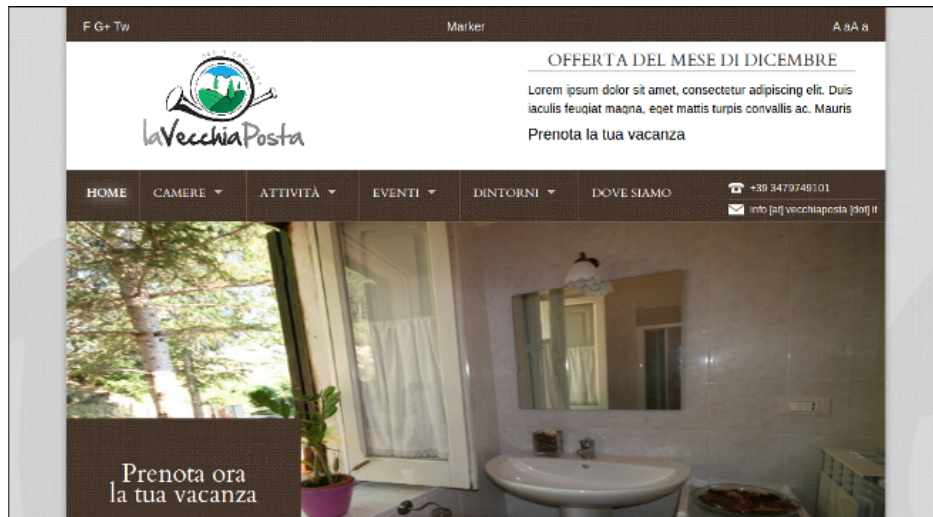 F G+ Tw
Marker
A aA a
laVecchiaPosta
OFFERTA DEL MESE DI DICEMBRE
Lorem ipsum dolor sit amet, consectetur adipiscing elit. Duis
iaculis feugiat magna, eget mattis turpis convallis ac. Mauris
Prenota la tua vacanza
HOME
CAMERE
ATTIVITÀ
EVENTI
DINTORNI
DOVE SIAMO
+39 3479749101
info [at] vecchiaposta [dot] it
Prenota ora
la tua vacanza